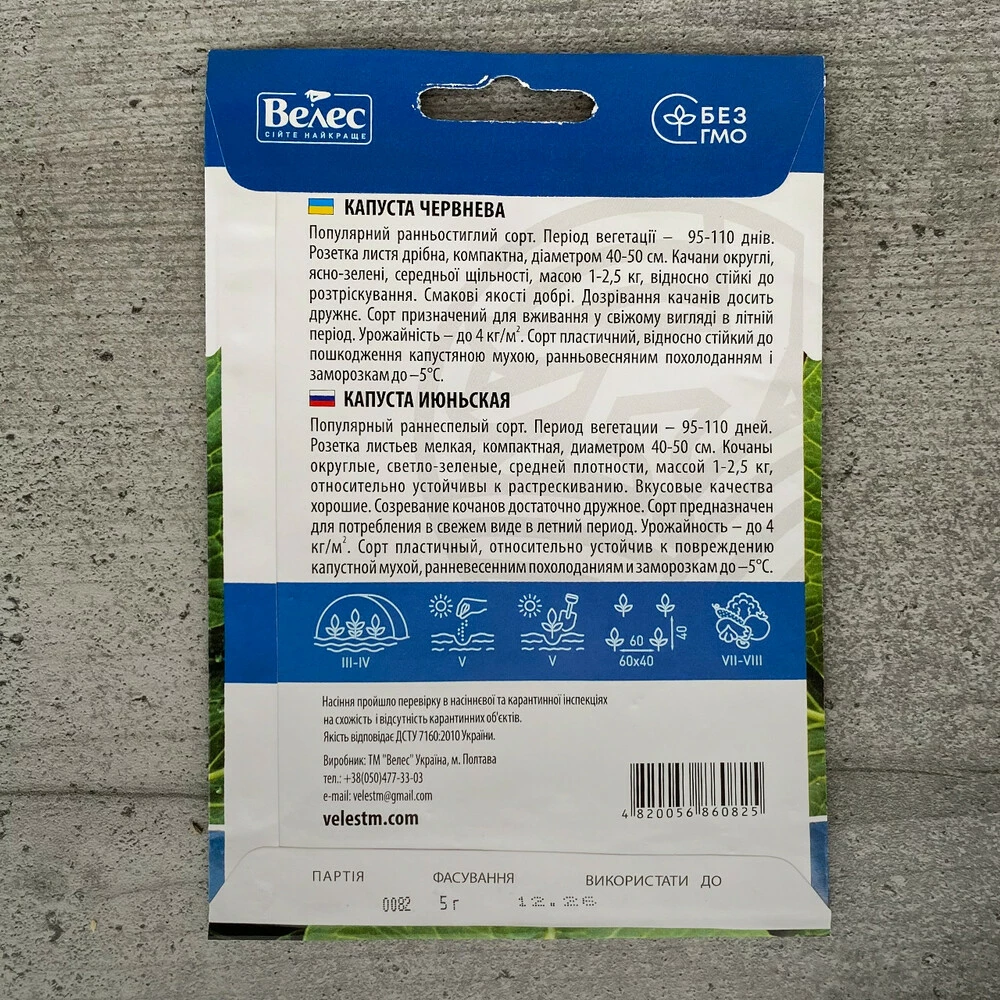 Велес
СІЙТЕ НАЙКРАЩЕ
БЕЗ
ГМО
КАПУСТА ЧЕРВНЕВА
Популярний ранньостиглий сорт. Період вегетації – 95-110 днів.
Розетка листя дрібна, компактна, діаметром 40-50 см. Качани округлі,
ясно-зелені, середньої щільності, масою 1-2,5 кг, відносно стійкі до
розтріскування. Смакові якості добрі. Дозрівання качанів досить
дружнє. Сорт призначений для вживання у свіжому вигляді в літній
період. Урожайність – до 4 кг/м². Сорт пластичний, відносно стійкий до
пошкодження капустяною мухою, ранньовесняним похолоданням і
заморозкам до –5°С.
КАПУСТА ИЮНЬСКАЯ
Популярный раннеспелый сорт. Период вегетации – 95-110 дней.
Розетка листьев мелкая, компактная, диаметром 40-50 см. Кочаны
округлые, светло-зеленые, средней плотности, массой 1-2,5 кг,
относительно устойчивы к растрескиванию. Вкусовые качества
хорошие. Созревание кочанов достаточно дружное. Сорт предназначен
для потребления в свежем виде в летний период. Урожайность – до 4
кг/м². Сорт пластичный, относительно устойчив к повреждению
капустной мухой, ранневесенним похолоданиям и заморозкам до –5°С.
60
40
III-IV
V
V
60х40
VII-VIII
Насіння пройшло перевірку в насіннєвої та карантинної інспекціях
на схожість і відсутність карантинних об'єктів.
Якість відповідає ДСТУ 7160:2010 України.
Виробник: ТМ "Велес" Україна, м. Полтава
тел.: +38(050)477-33-03
e-mail: velestm@gmail.com
velestm.com
4 820056 860825
ПАРТІЯ ФАСУВАННЯ ВИКОРИСТАТИ ДО
0082 5 г 12.26